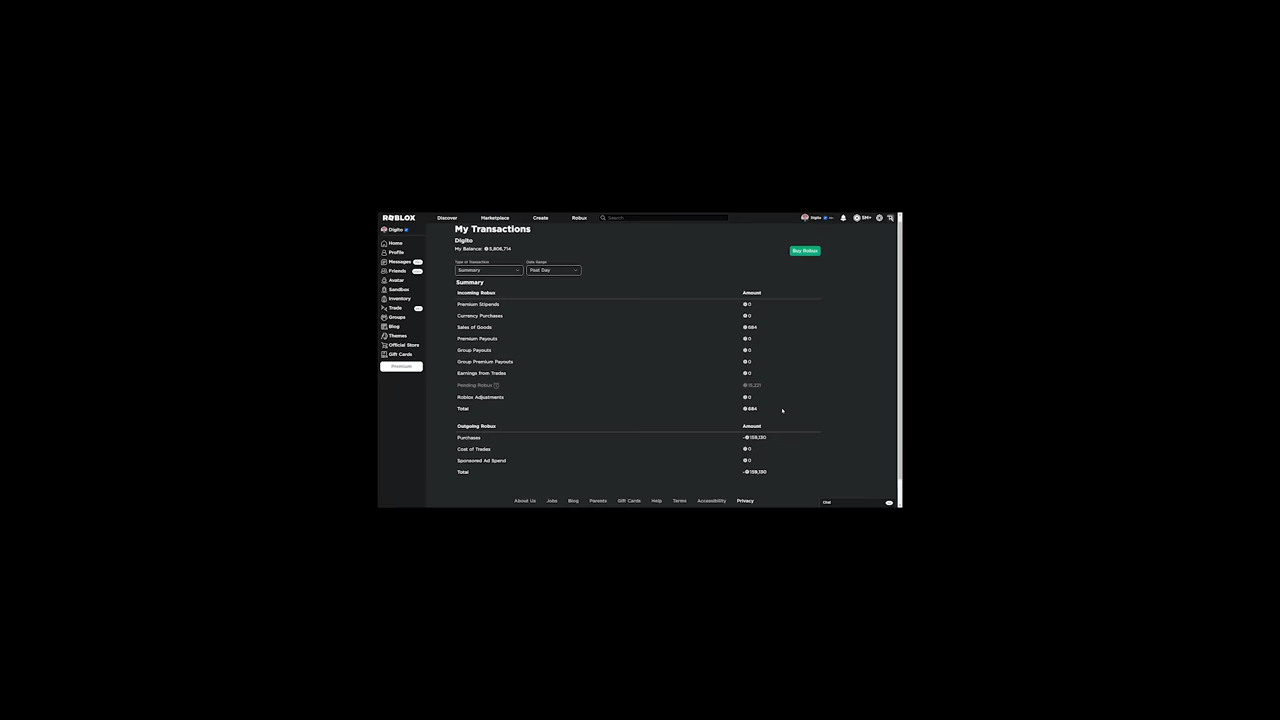 ROBLOX Discover Marketplace Create Robux Search Digito 5M+
Digito
Home
Profile
Messages
Friends
Avatar
Sandbox
Inventory
Trade
Groups
Blog
Themes
Official Store
Gift Cards
Premium
My Transactions
Digito
My Balance: 5,806,714
Buy Robux
Type of Transaction Date Range
Summary Past Day
Summary
Incoming Robux Amount
Premium Stipends 0
Currency Purchases 0
Sales of Goods 684
Premium Payouts 0
Group Payouts 0
Group Premium Payouts 0
Earnings from Trades 0
Pending Robux
Roblox Adjustments 0
Total 684
Outgoing Robux Amount
Purchases -159,130
Cost of Trades 0
Sponsored Ad Spend 0
Total -159,130
About Us Jobs Blog Parents Gift Cards Help Terms Accessibility Privacy
Chat